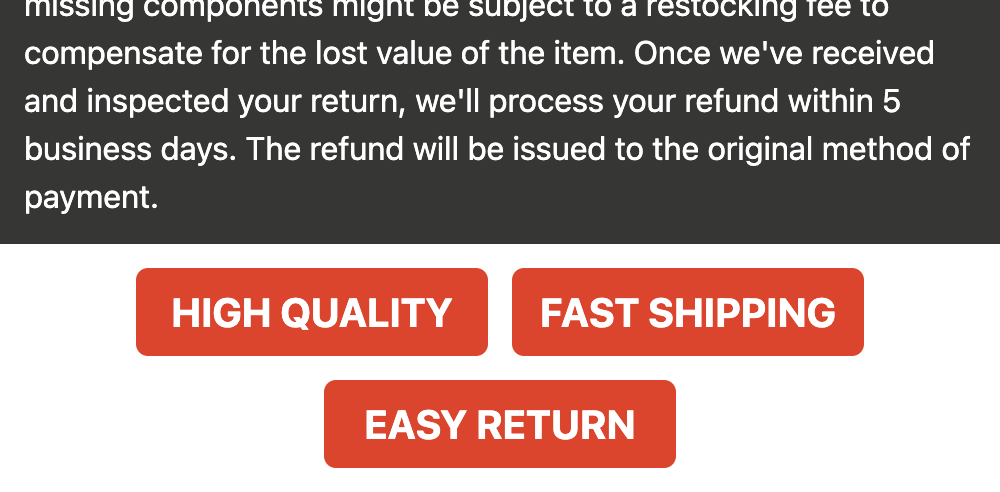 missing components might be subject to a restocking fee to
compensate for the lost value of the item. Once we've received
and inspected your return, we'll process your refund within 5
business days. The refund will be issued to the original method of
payment.
HIGH QUALITY
FAST SHIPPING
EASY RETURN